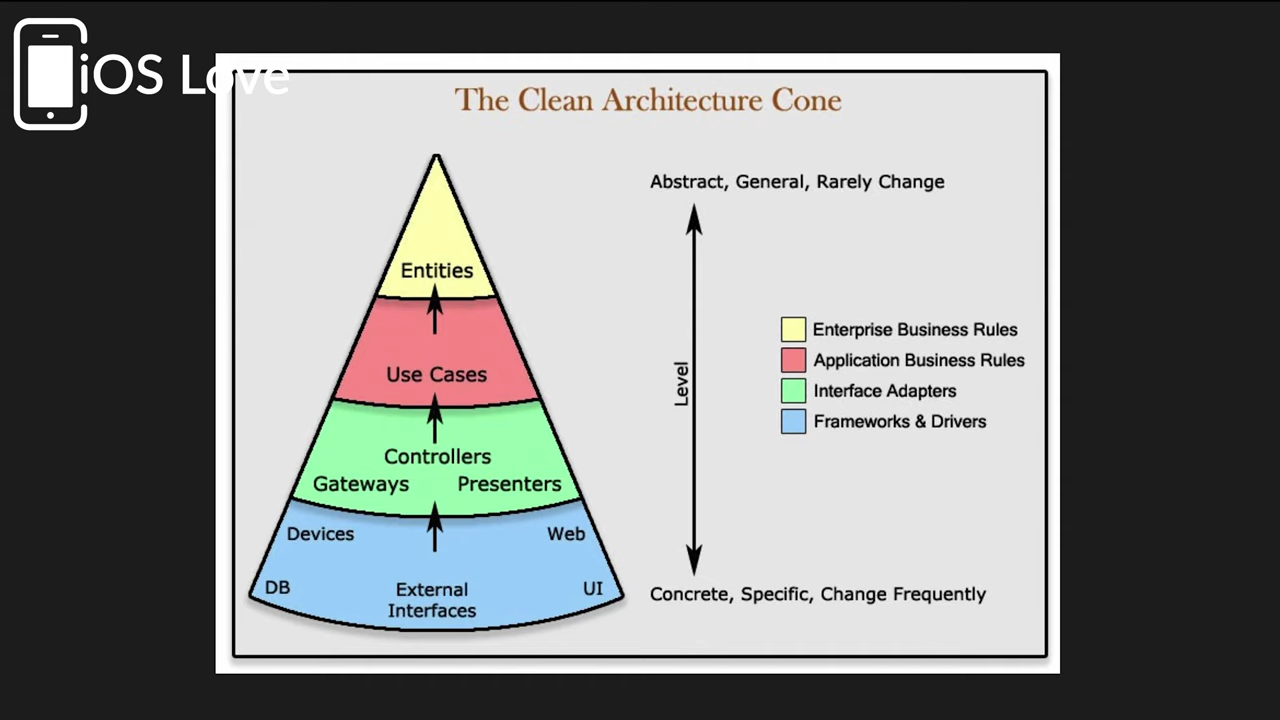 iOS Love
The Clean Architecture Cone
Abstract, General, Rarely Change
Entities
Use Cases
Controllers
Gateways Presenters
Devices Web
DB UI
External
Interfaces
Level
Enterprise Business Rules
Application Business Rules
Interface Adapters
Frameworks & Drivers
Concrete, Specific, Change Frequently